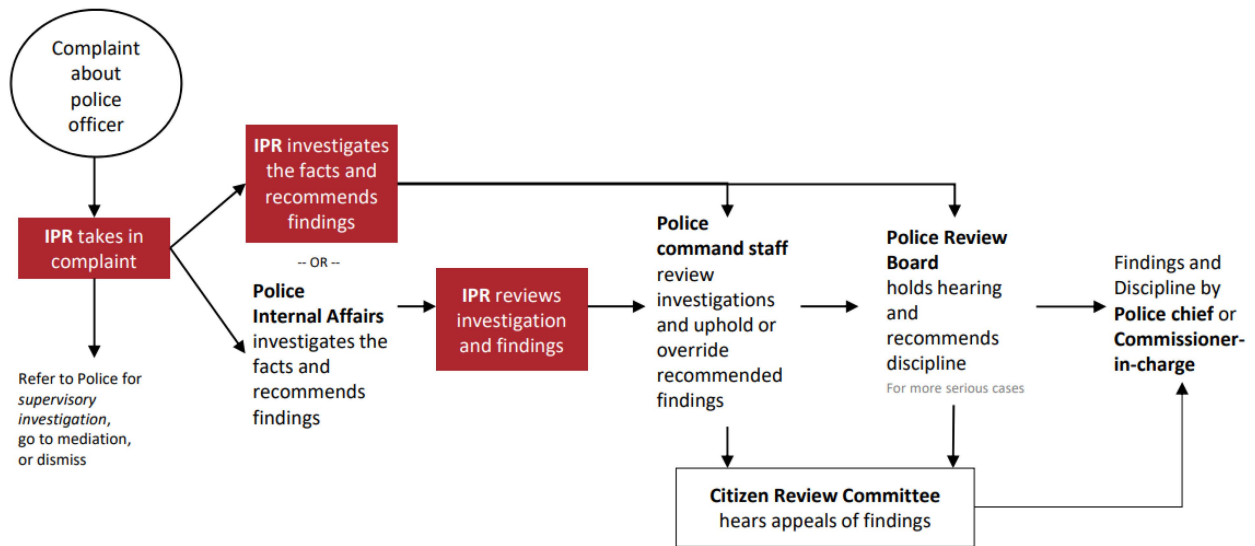 Complaint
about
police
officer
IPR takes in
complaint
Refer to Police for
supervisory
investigation,
go to mediation,
or dismiss
IPR investigates
the facts and
recommends
findings
-- OR --
Police
Internal Affairs
investigates the
facts and
recommends
findings
IPR reviews
investigation
and findings
Police
command staff
review
investigations
and uphold or
override
recommended
findings
Police Review
Board
holds hearing
and
recommends
discipline
For more serious cases
Citizen Review Committee
hears appeals of findings
Findings and
Discipline by
Police chief or
Commissioner-
in-charge